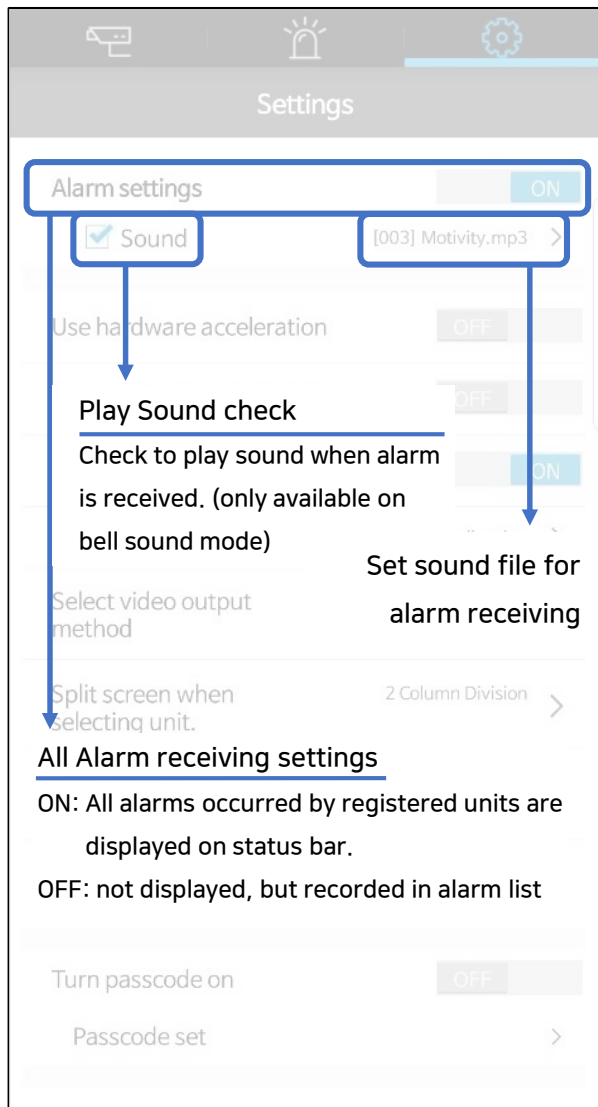 Settings
Alarm settings
ON
Sound
[003] Motivity.mp3 >
Use hardware acceleration
OFF
OFF
Play Sound check
Check to play sound when alarm
is received. (only available on
bell sound mode)
ON
Set sound file for
alarm receiving
Select video output
method
Split screen when
selecting unit.
2 Column Division >
All Alarm receiving settings
ON: All alarms occurred by registered units are
displayed on status bar.
OFF: not displayed, but recorded in alarm list
Turn passcode on
OFF
Passcode set >